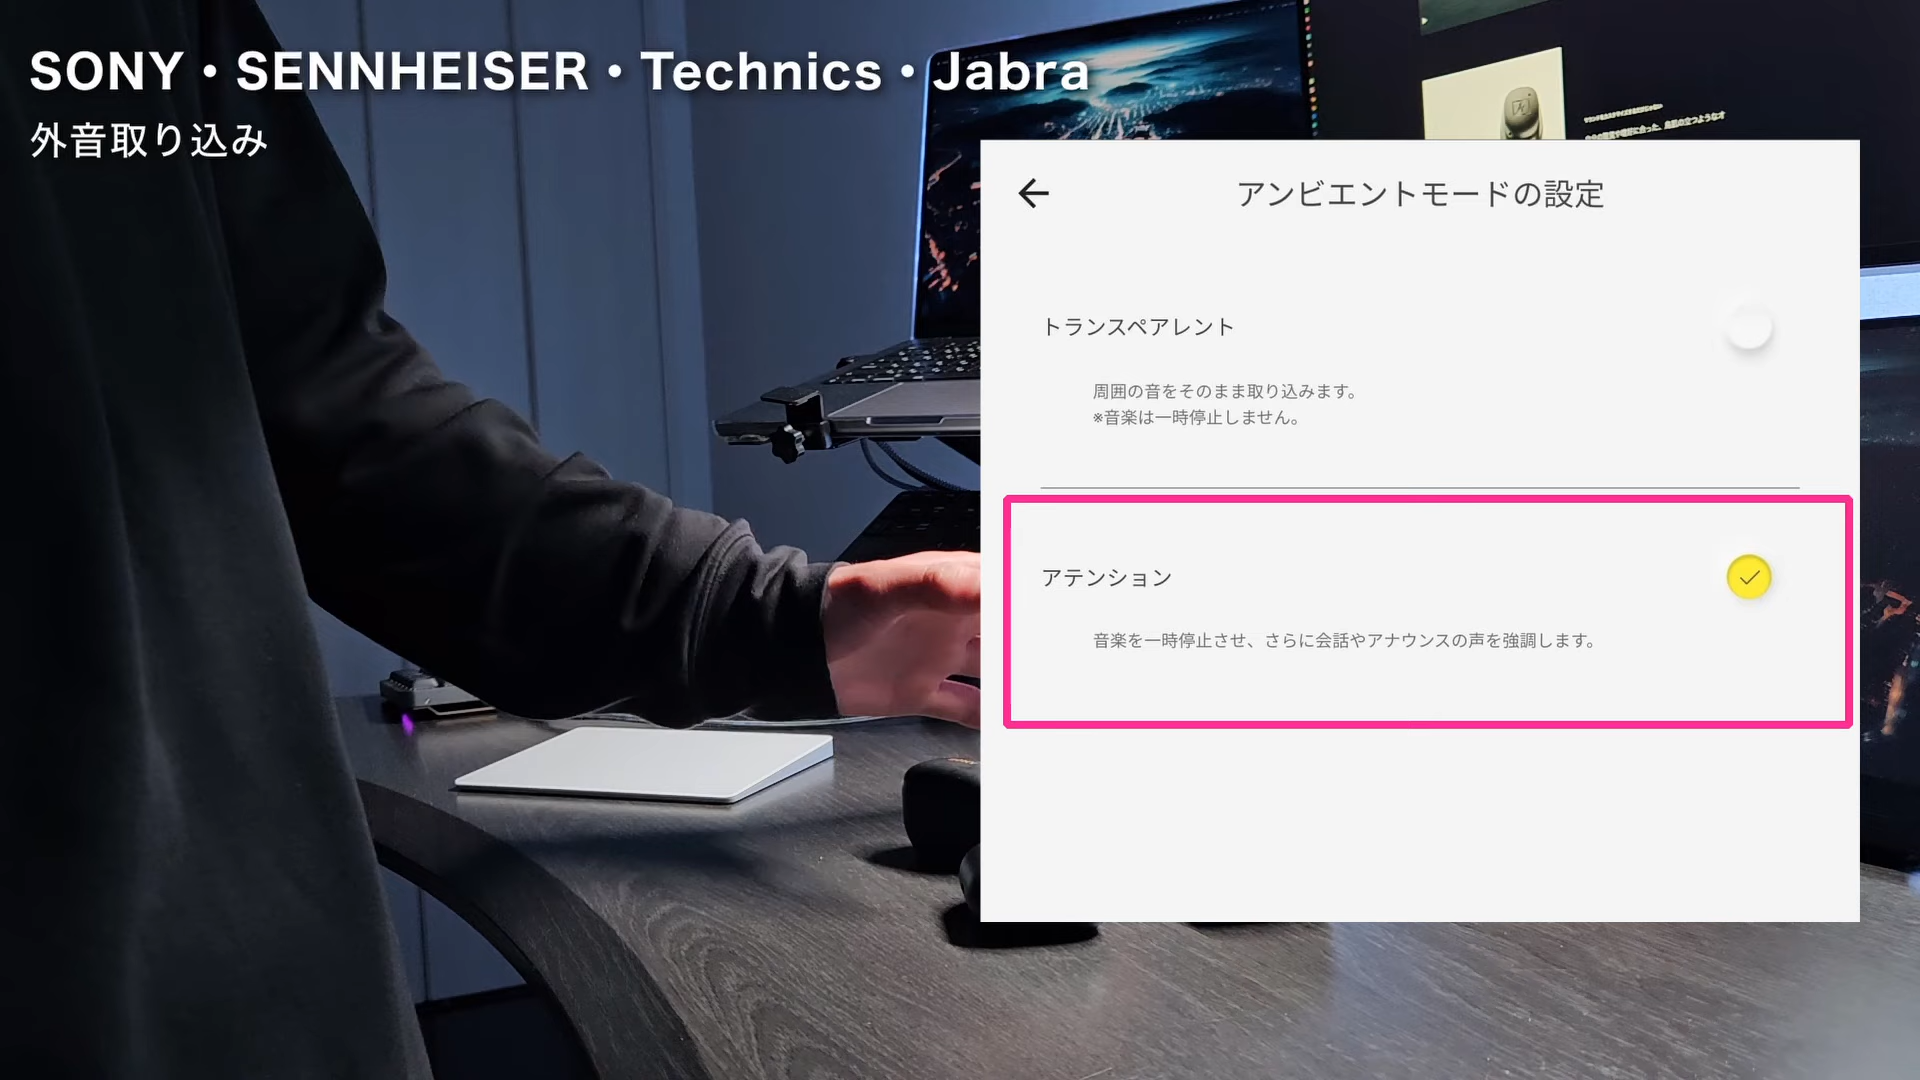 SONY・SENNHEISER・Technics・Jabra
外音取り込み
アンビエントモードの設定
トランスペアレント
周囲の音をそのまま取り込みます。
※音楽は一時停止しません。
アテンション
音楽を一時停止させ、さらに会話やアナウンスの声を強調します。